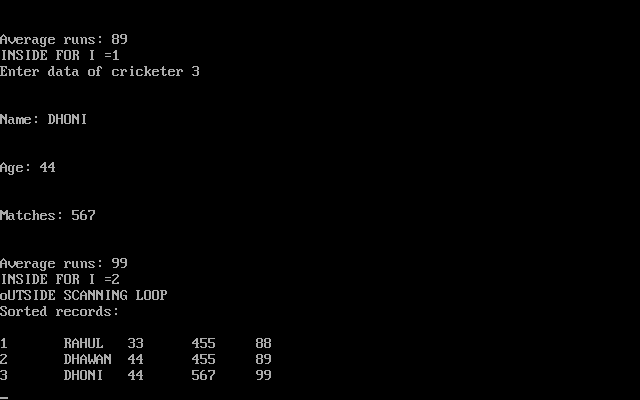 Average runs: 89
INSIDE FOR I =1
Enter data of cricketer 3
Name: DHONI
Age: 44
Matches: 567
Average runs: 99
INSIDE FOR I =2
oUTSIDE SCANNING LOOP
Sorted records:
1 RAHUL 33 455 88
2 DHAWAN 44 455 89
3 DHONI 44 567 99